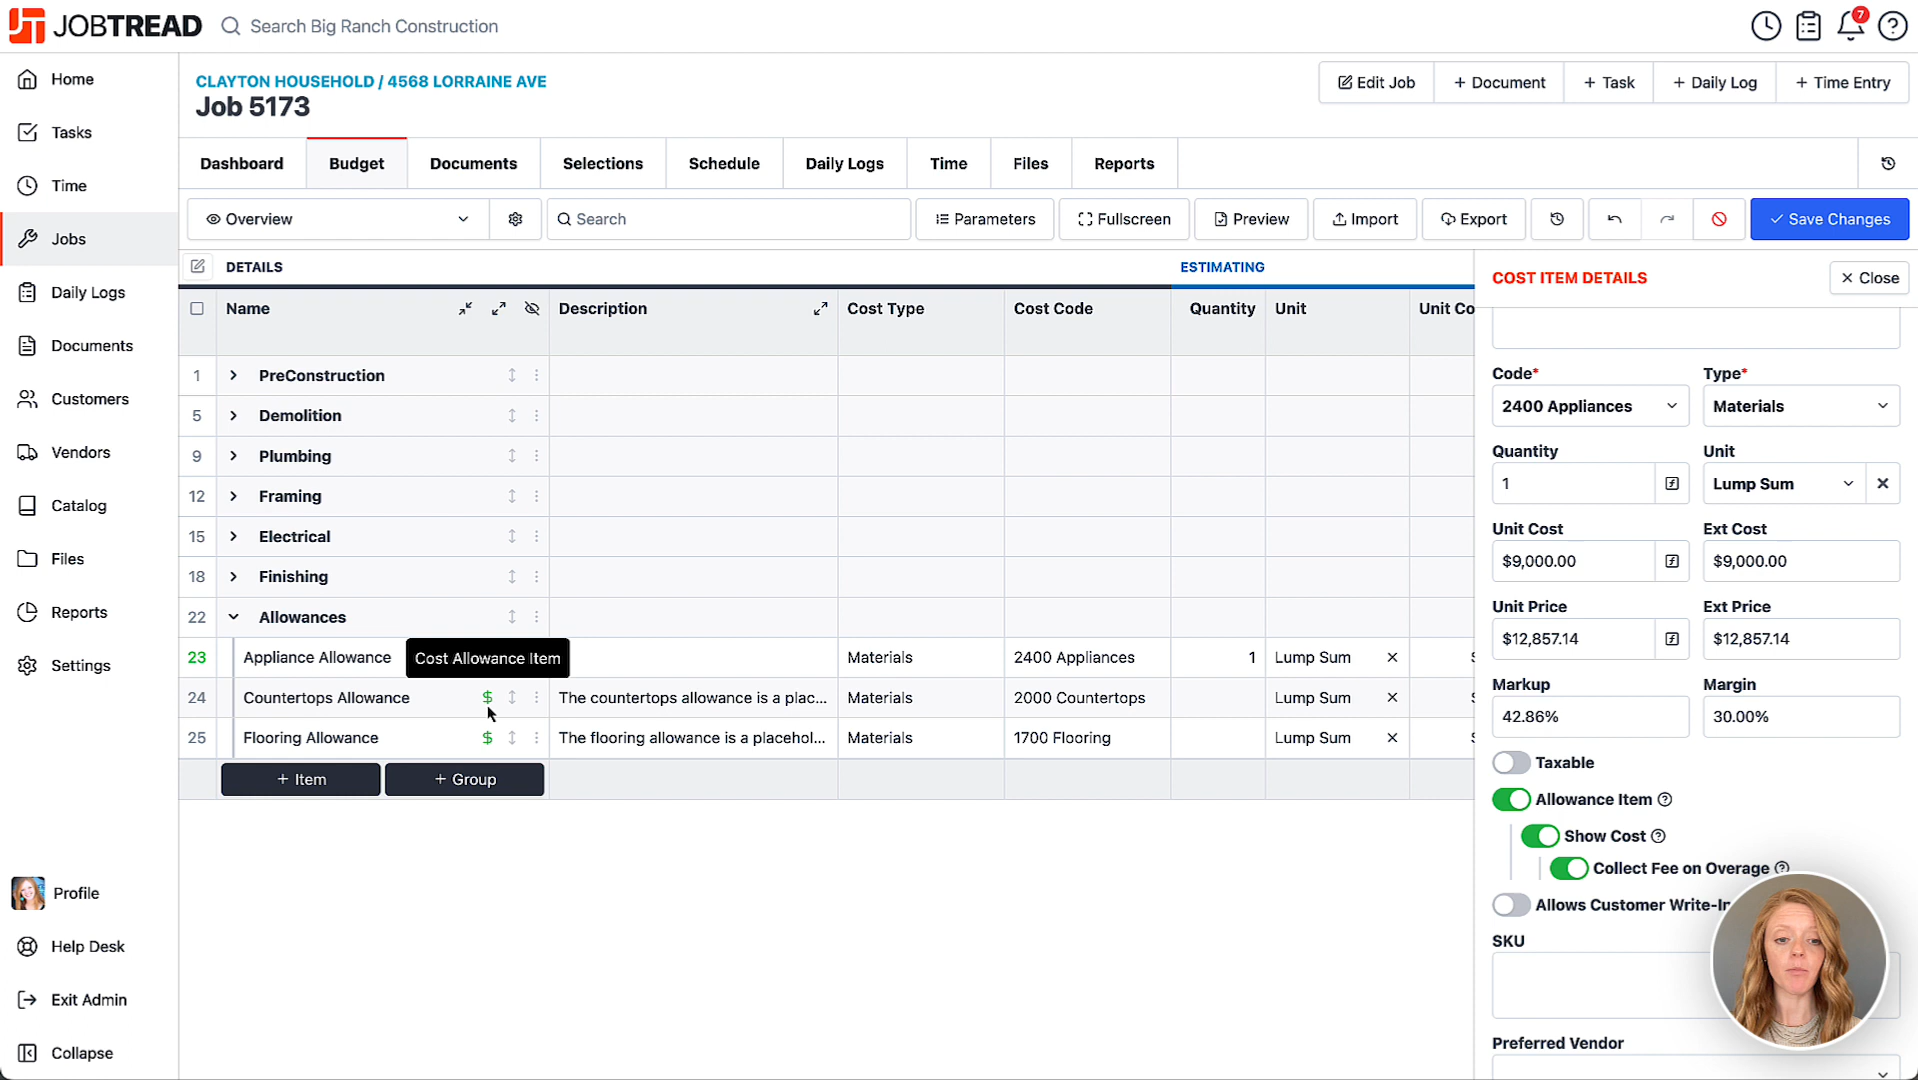 JOBTREAD
Search Big Ranch Construction
7
Home
Tasks
Time
Jobs
Daily Logs
Documents
Customers
Vendors
Catalog
Files
Reports
Settings
Profile
Help Desk
Exit Admin
Collapse
CLAYTON HOUSEHOLD / 4568 LORRAINE AVE
Job 5173
Edit Job
+ Document
+ Task
+ Daily Log
+ Time Entry
Dashboard
Budget
Documents
Selections
Schedule
Daily Logs
Time
Files
Reports
Overview
Search
Parameters
Fullscreen
Preview
Import
Export
Save Changes
DETAILS
ESTIMATING
Name
Description
Cost Type
Cost Code
Quantity
Unit
Unit Co
1 PreConstruction
5 Demolition
9 Plumbing
12 Framing
15 Electrical
18 Finishing
22 Allowances
23 Appliance Allowance Materials 2400 Appliances 1 Lump Sum
Cost Allowance Item
24 Countertops Allowance $ The countertops allowance is a plac... Materials 2000 Countertops Lump Sum
25 Flooring Allowance $ The flooring allowance is a placehol... Materials 1700 Flooring Lump Sum
+ Item
+ Group
COST ITEM DETAILS
Close
Code* Type*
2400 Appliances Materials
Quantity Unit
1 Lump Sum
Unit Cost Ext Cost
$9,000.00 $9,000.00
Unit Price Ext Price
$12,857.14 $12,857.14
Markup Margin
42.86% 30.00%
Taxable
Allowance Item
Show Cost
Collect Fee on Overage
Allows Customer Write-In
SKU
Preferred Vendor